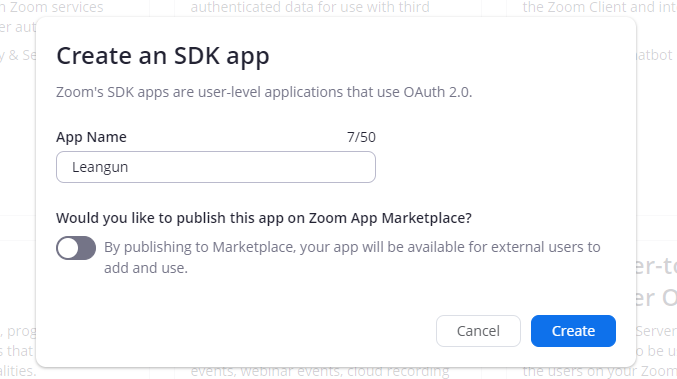 n Zoom services
authenticated data for use with third
the Zoom Client and int
er aut
Create an SDK app
y & Se
hatbot
Zoom's SDK apps are user-level applications that use OAuth 2.0.
App Name
7/50
Leangun
Would you like to publish this app on Zoom App Marketplace?
By publishing to Marketplace, your app will be available for external users to
add and use.
er-to
er O
Cancel
Create
, prog
Server
s that
o be u
alities.
events, webinar events, cloud recording
the users on your Zoom